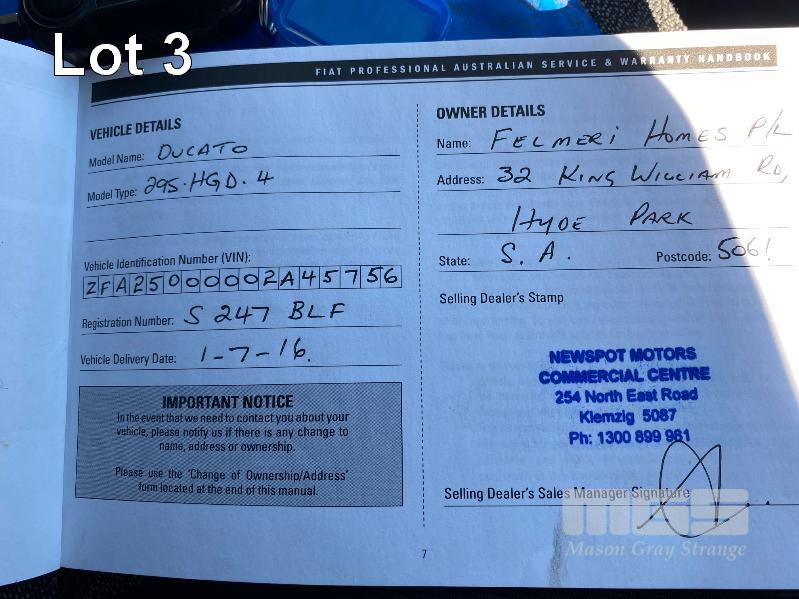 Lot 3
FIAT PROFESSIONAL AUSTRALIAN SERVICE & WARRANTY HANDBOOK
VEHICLE DETAILS
Model Name: DUCATO
Model Type: 295.HGD.4
Vehicle Identification Number (VIN):
ZFA25000002A45756
Registration Number: S 247 BLF
Vehicle Delivery Date: 1-7-16.
IMPORTANT NOTICE
In the event that we need to contact you about your
vehicle, please notify us if there is any change to
name, address or ownership.
Please use the 'Change of Ownership/Address'
form located at the end of this manual.
OWNER DETAILS
Name: FELMERI HOMES P/L
Address: 32 KING WILLIAM RD,
HYDE PARK
State: S.A. Postcode: 5061
Selling Dealer's Stamp
NEWSPOT MOTORS
COMMERCIAL CENTRE
254 North East Road
Klemzig 5087
Ph: 1300 899 981
Selling Dealer's Sales Manager Signature
MGS
Mason Gray Strange
7